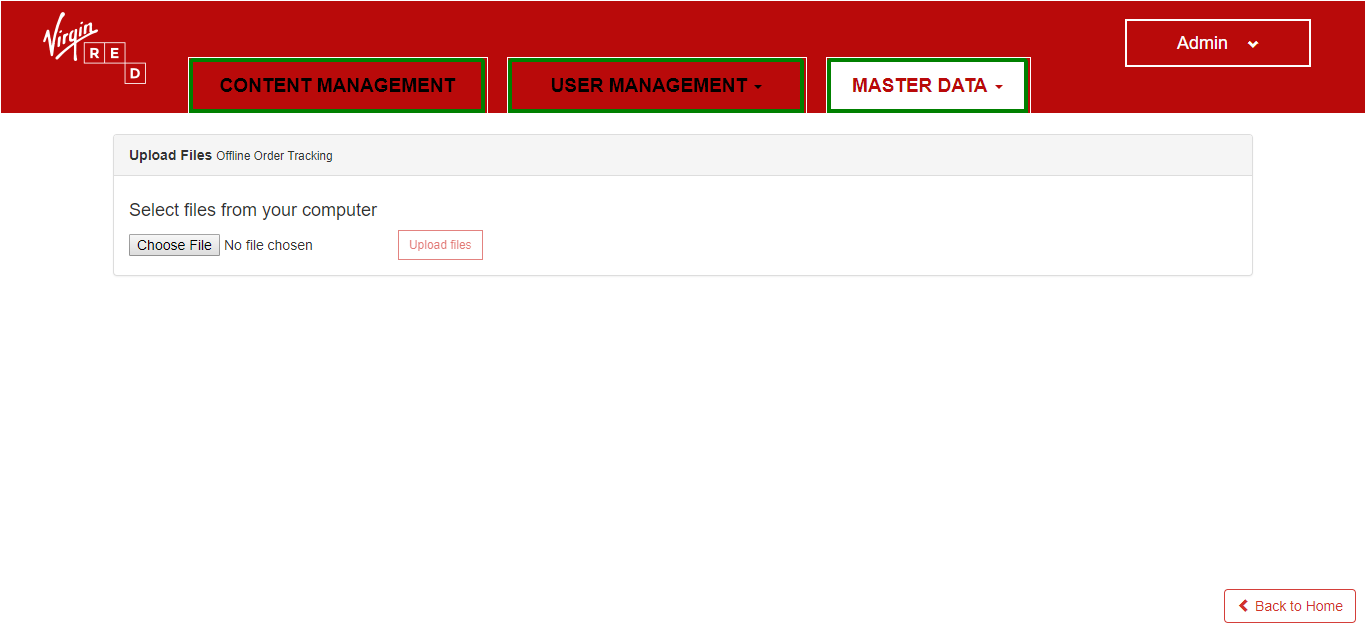 Virgin
RE
D
Admin
CONTENT MANAGEMENT
USER MANAGEMENT
MASTER DATA
Upload Files Offline Order Tracking
Select files from your computer
Choose File No file chosen
Upload files
Back to Home